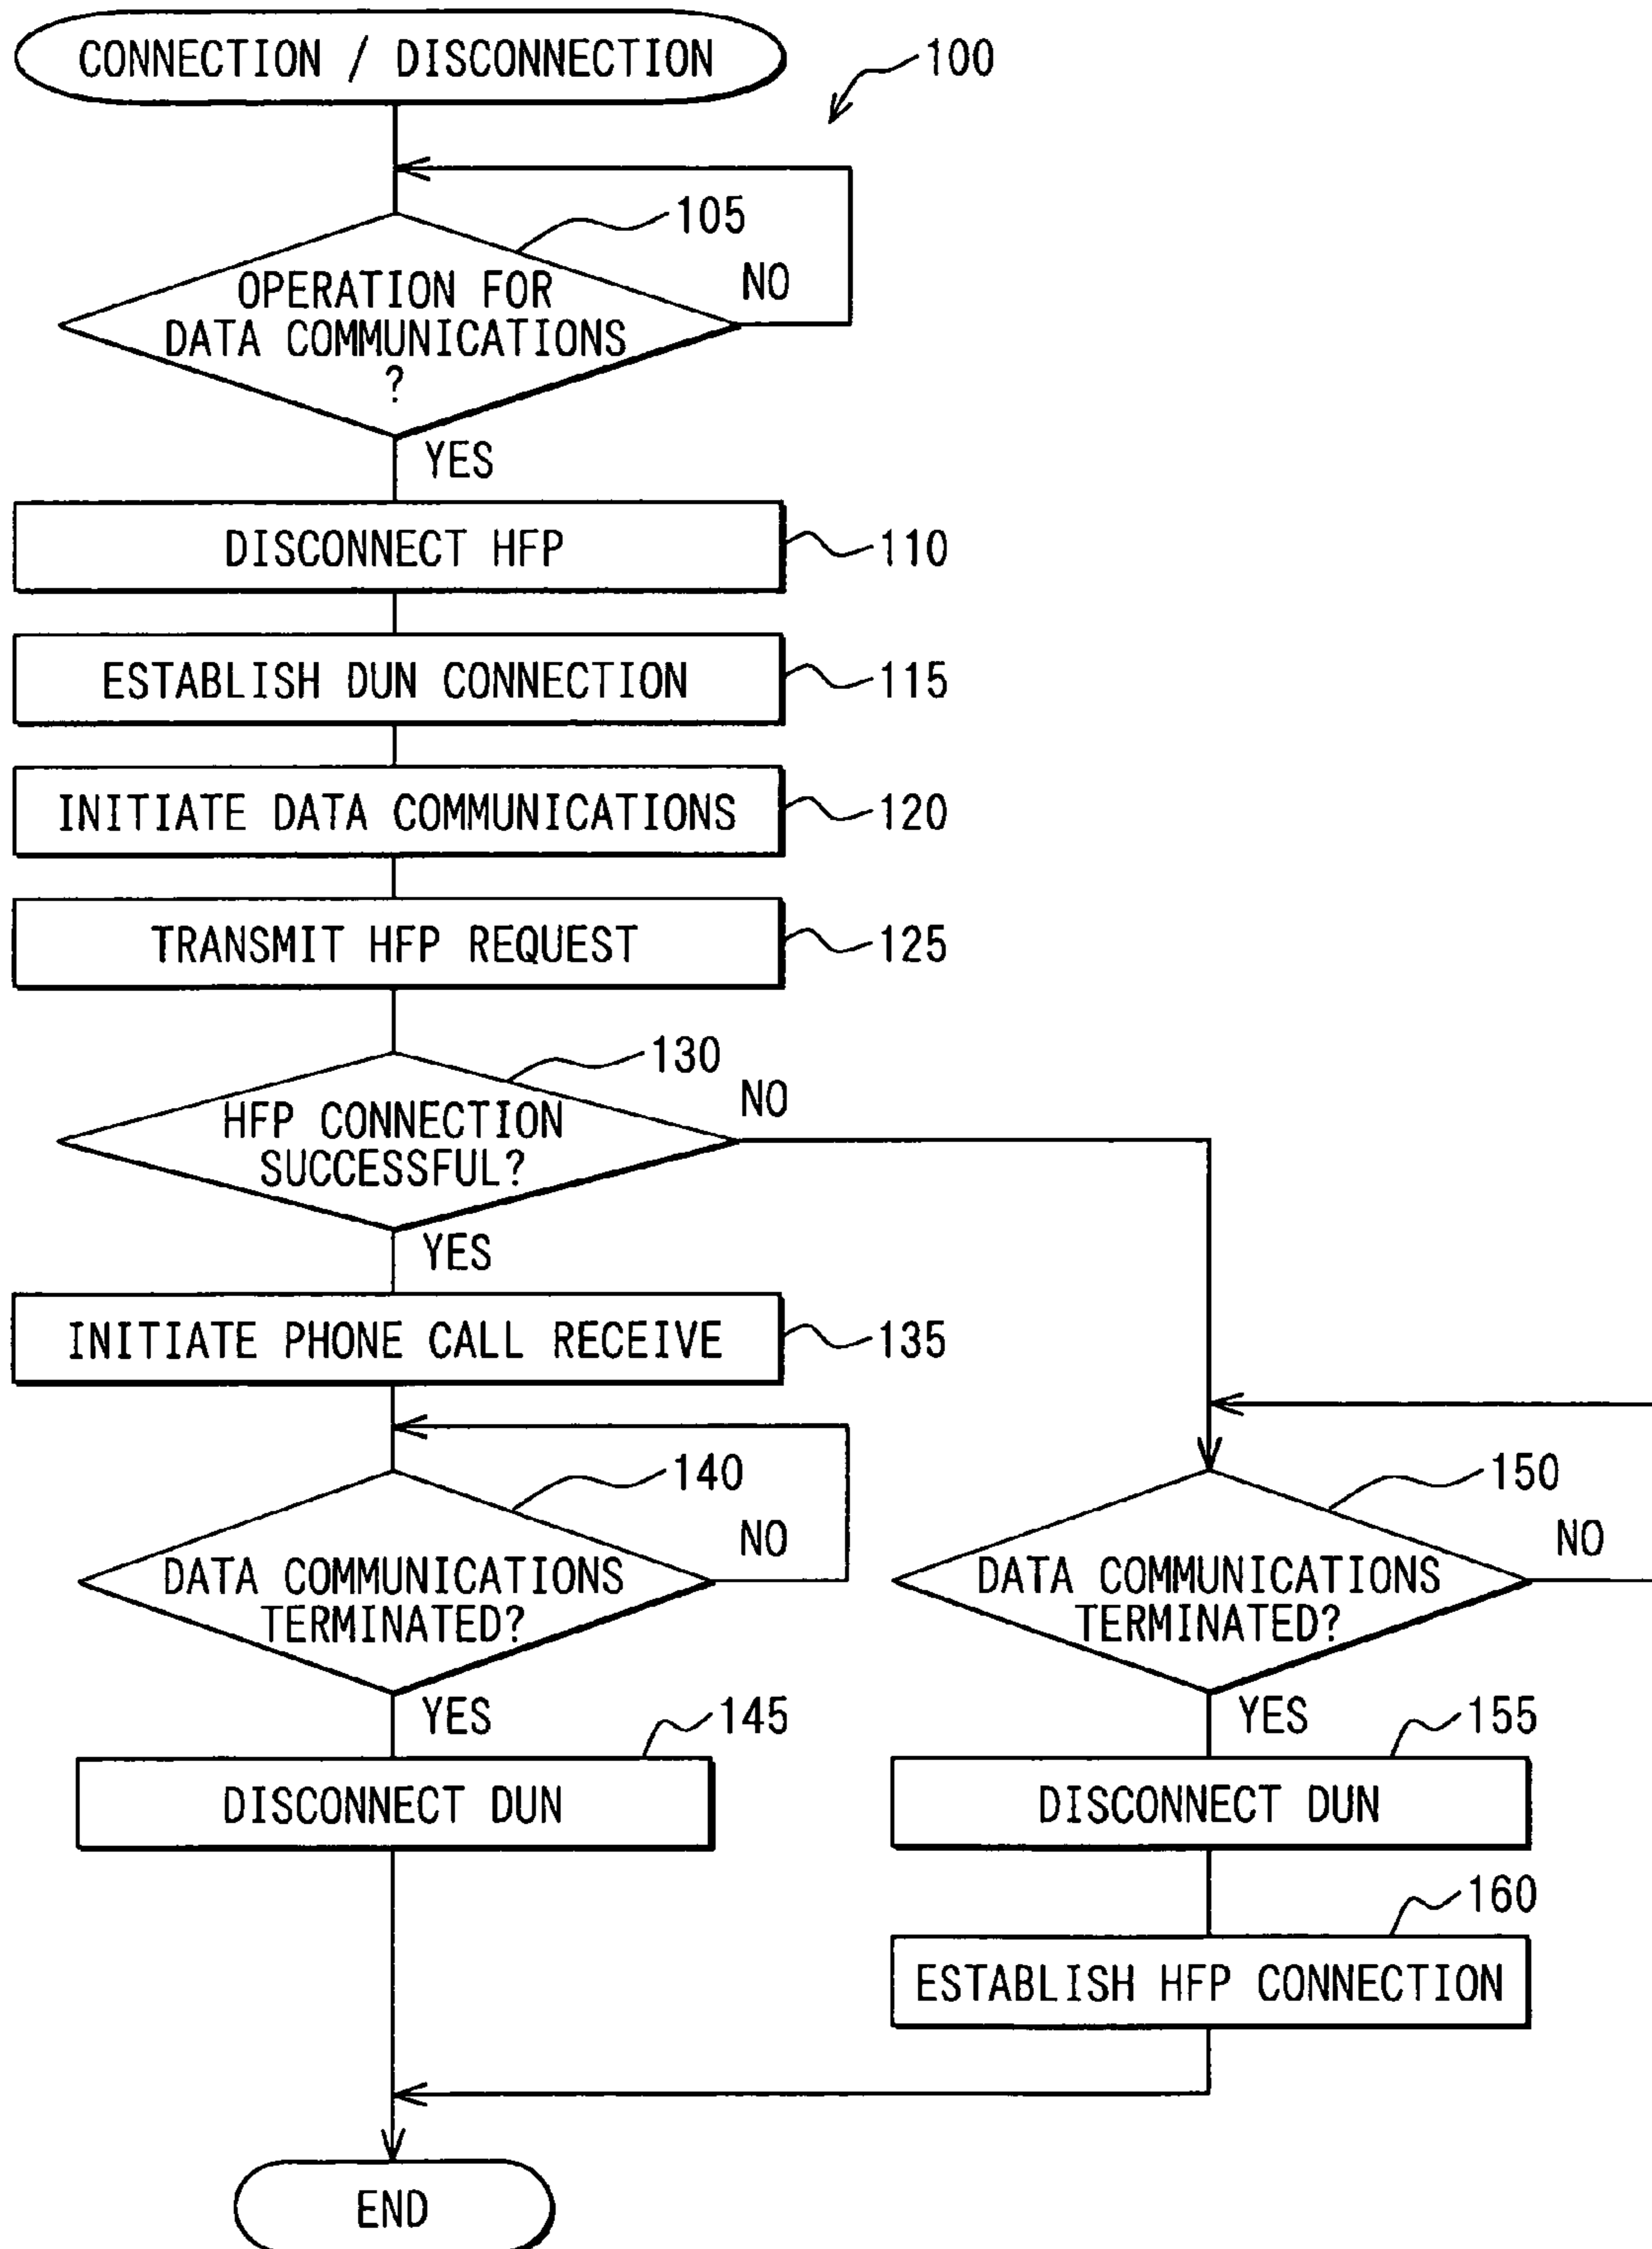 CONNECTION / DISCONNECTION
100
105
OPERATION FOR
DATA COMMUNICATIONS
?
NO
YES
DISCONNECT HFP
110
ESTABLISH DUN CONNECTION
115
INITIATE DATA COMMUNICATIONS
120
TRANSMIT HFP REQUEST
125
130
HFP CONNECTION
SUCCESSFUL?
NO
YES
INITIATE PHONE CALL RECEIVE
135
140
DATA COMMUNICATIONS
TERMINATED?
NO
YES
145
DISCONNECT DUN
150
DATA COMMUNICATIONS
TERMINATED?
NO
YES
155
DISCONNECT DUN
160
ESTABLISH HFP CONNECTION
END